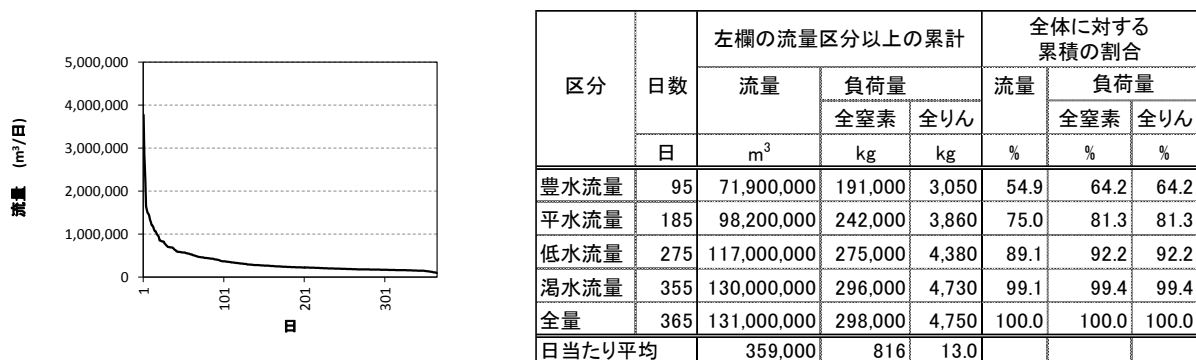 5,000,000
4,000,000
3,000,000
2,000,000
1,000,000
0
流量 (m³/日)
1
101
201
301
日
区分 日数 左欄の流量区分以上の累計 全体に対する累積の割合
流量 負荷量 流量 負荷量
全窒素 全りん 全窒素 全りん
日 m³ kg kg % % %
豊水流量 95 71,900,000 191,000 3,050 54.9 64.2 64.2
平水流量 185 98,200,000 242,000 3,860 75.0 81.3 81.3
低水流量 275 117,000,000 275,000 4,380 89.1 92.2 92.2
渇水流量 355 130,000,000 296,000 4,730 99.1 99.4 99.4
全量 365 131,000,000 298,000 4,750 100.0 100.0 100.0
日当たり平均 359,000 816 13.0